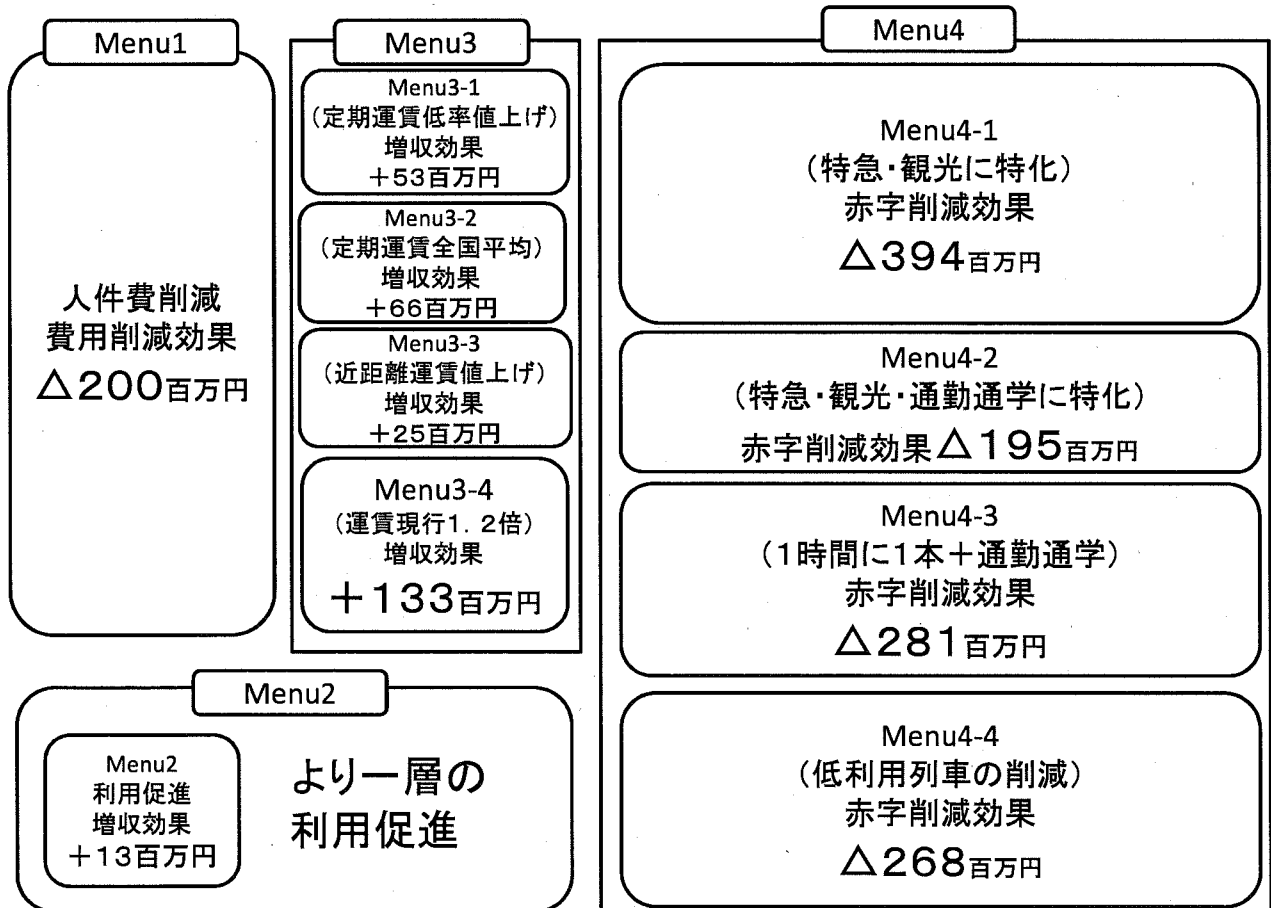 Menu1
人件費削減
費用削減効果
△200百万円
Menu3
Menu3-1
（定期運賃低率値上げ）
増収効果
＋53百万円
Menu3-2
（定期運賃全国平均）
増収効果
＋66百万円
Menu3-3
（近距離運賃値上げ）
増収効果
＋25百万円
Menu3-4
（運賃現行1．2倍）
増収効果
＋133百万円
Menu2
Menu2
利用促進
増収効果
＋13百万円
より一層の
利用促進
Menu4
Menu4-1
（特急・観光に特化）
赤字削減効果
△394百万円
Menu4-2
（特急・観光・通勤通学に特化）
赤字削減効果△195百万円
Menu4-3
（1時間に1本＋通勤通学）
赤字削減効果
△281百万円
Menu4-4
（低利用列車の削減）
赤字削減効果
△268百万円